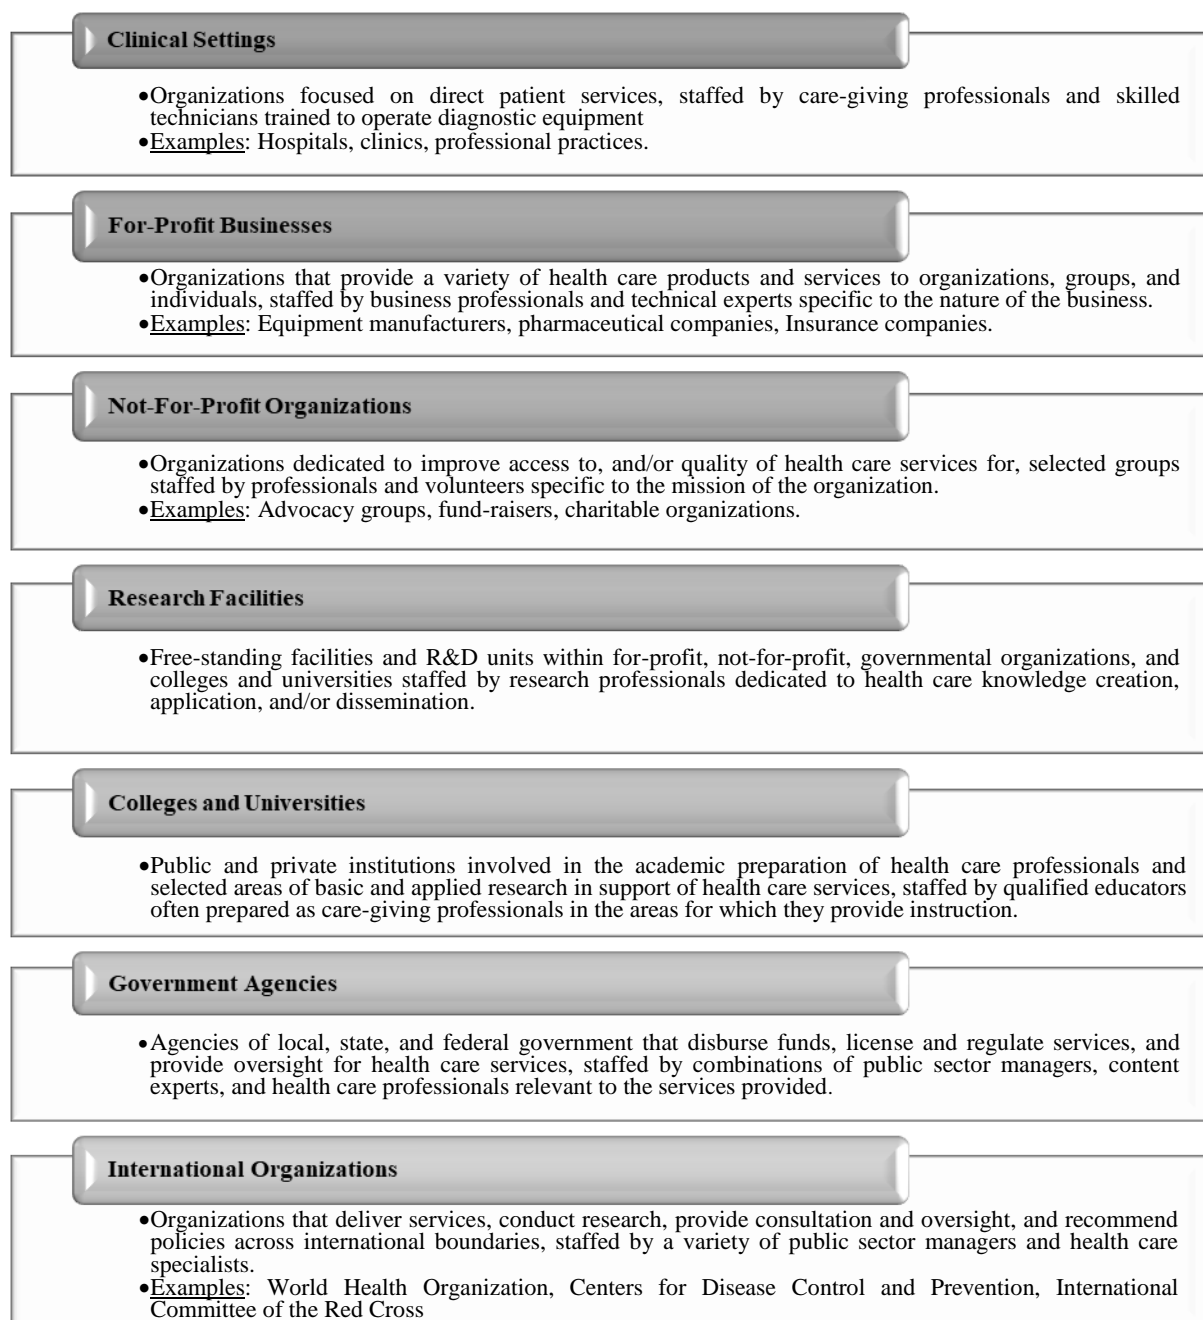 Clinical Settings
•Organizations focused on direct patient services, staffed by care-giving professionals and skilled
technicians trained to operate diagnostic equipment
•Examples: Hospitals, clinics, professional practices.
For-Profit Businesses
•Organizations that provide a variety of health care products and services to organizations, groups, and
individuals, staffed by business professionals and technical experts specific to the nature of the business.
•Examples: Equipment manufacturers, pharmaceutical companies, Insurance companies.
Not-For-Profit Organizations
•Organizations dedicated to improve access to, and/or quality of health care services for, selected groups
staffed by professionals and volunteers specific to the mission of the organization.
•Examples: Advocacy groups, fund-raisers, charitable organizations.
Research Facilities
•Free-standing facilities and R&D units within for-profit, not-for-profit, governmental organizations, and
colleges and universities staffed by research professionals dedicated to health care knowledge creation,
application, and/or dissemination.
Colleges and Universities
•Public and private institutions involved in the academic preparation of health care professionals and
selected areas of basic and applied research in support of health care services, staffed by qualified educators
often prepared as care-giving professionals in the areas for which they provide instruction.
Government Agencies
•Agencies of local, state, and federal government that disburse funds, license and regulate services, and
provide oversight for health care services, staffed by combinations of public sector managers, content
experts, and health care professionals relevant to the services provided.
International Organizations
•Organizations that deliver services, conduct research, provide consultation and oversight, and recommend
policies across international boundaries, staffed by a variety of public sector managers and health care
specialists.
•Examples: World Health Organization, Centers for Disease Control and Prevention, International
Committee of the Red Cross